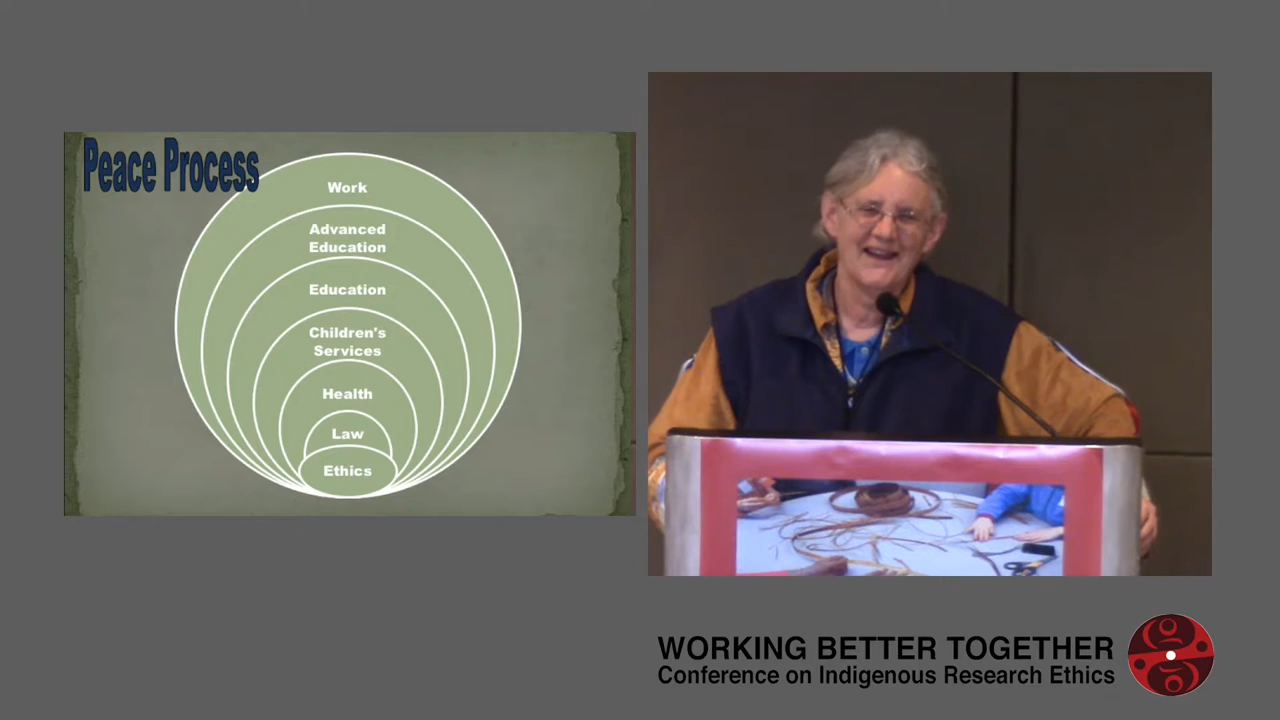 Peace Process
Work
Advanced
Education
Education
Children's
Services
Health
Law
Ethics
WORKING BETTER TOGETHER
Conference on Indigenous Research Ethics